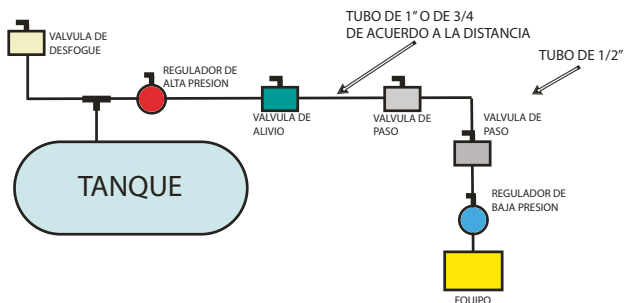 TUBO DE 1” O DE 3/4
DE ACUERDO A LA DISTANCIA
VALVULA DE
DESFOGUE
TUBO DE 1/2”
REGULADOR DE
ALTA PRESION
VALVULA DE
ALIVIO
VALVULA DE
PASO
VALVULA DE
PASO
TANQUE
REGULADOR DE
BAJA PRESION
EQUIPO